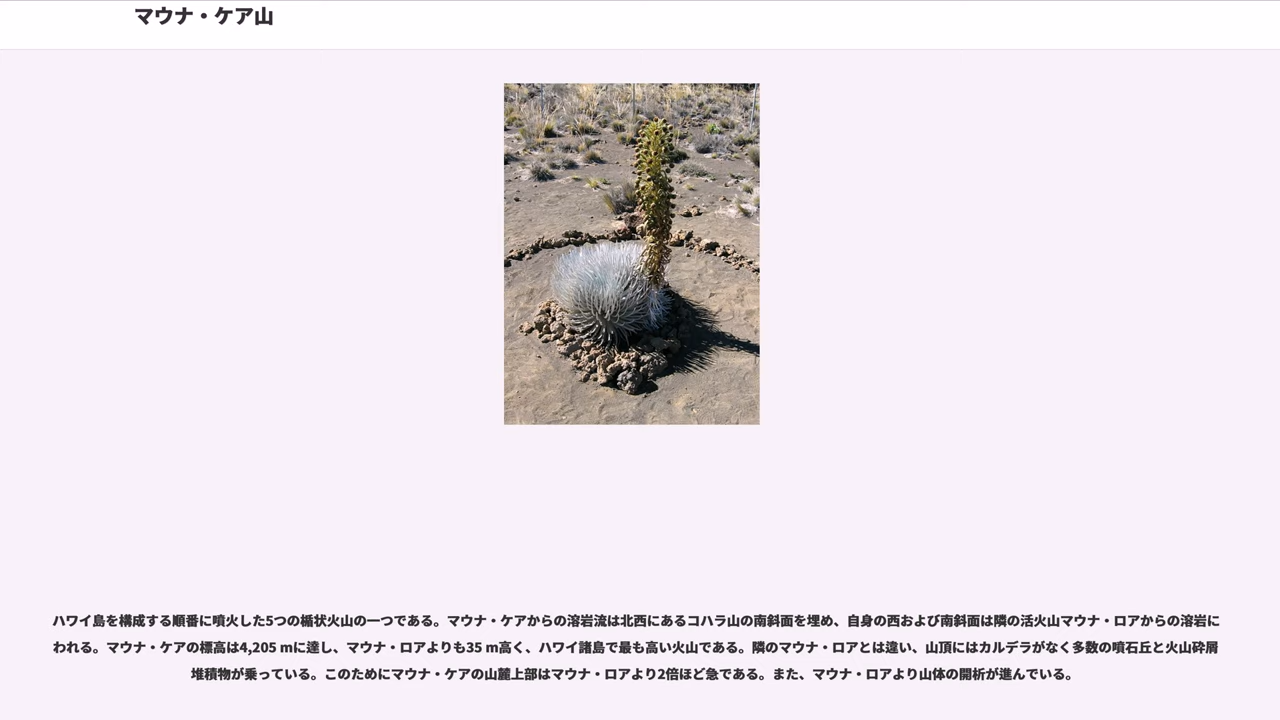 マウナ・ケア山
ハワイ島を構成する順番に噴火した5つの楯状火山の一つである。マウナ・ケアからの溶岩流は北西にあるコハラ山の南斜面を埋め、自身の西および南斜面は隣の活火山マウナ・ロアからの溶岩に
われる。マウナ・ケアの標高は4,205 mに達し、マウナ・ロアよりも35 m高く、ハワイ諸島で最も高い火山である。隣のマウナ・ロアとは違い、山頂にはカルデラがなく多数の噴石丘と火山砕屑
堆積物が乗っている。このためにマウナ・ケアの山麓上部はマウナ・ロアより2倍ほど急である。また、マウナ・ロアより山体の開析が進んでいる。